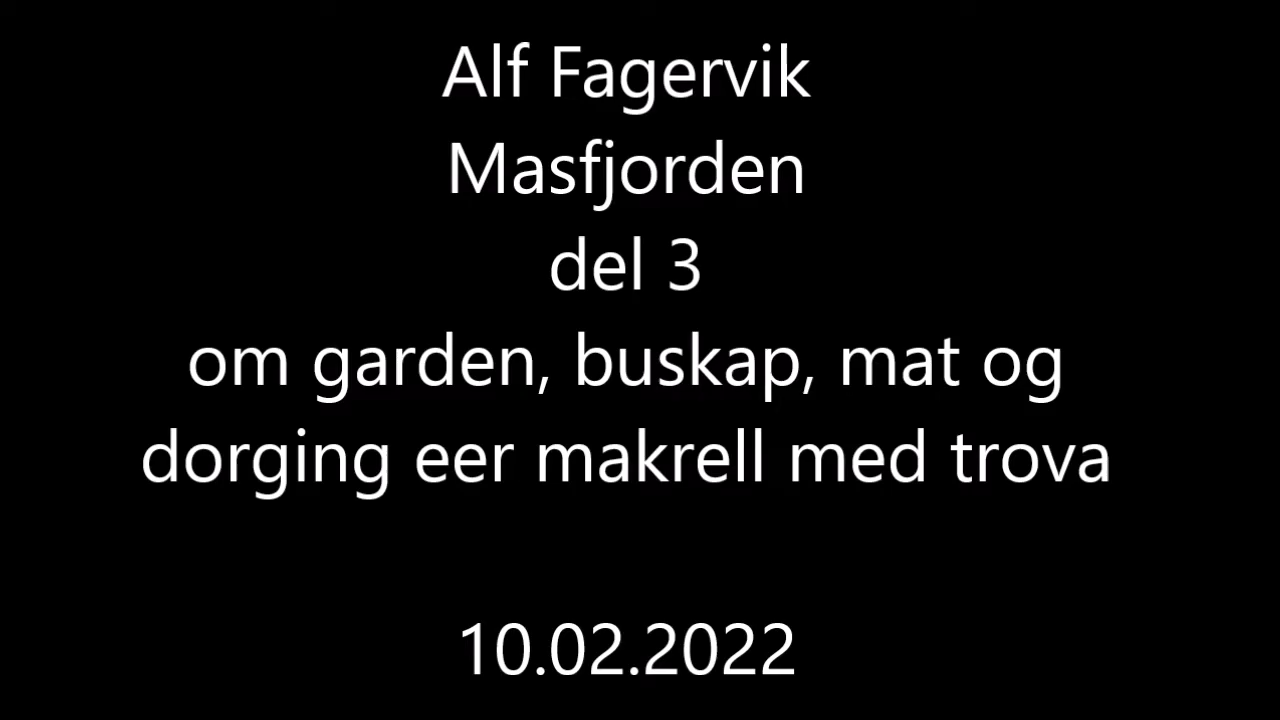 Alf Fagervik
Masfjorden
del 3
om garden, buskap, mat og
dorging eer makrell med trova
10.02.2022